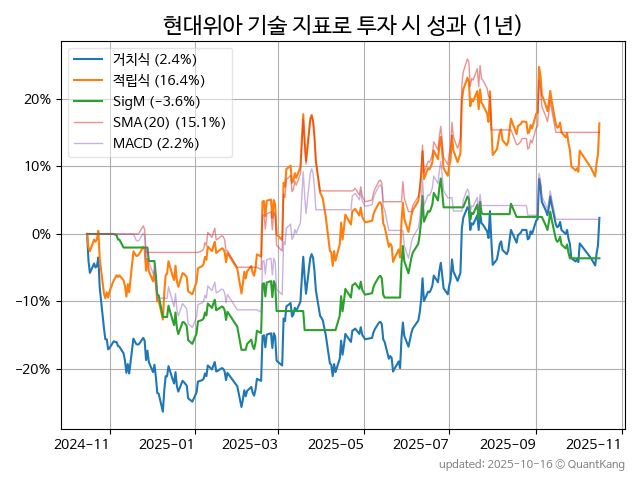 현대위아 기술 지표로 투자 시 성과 (1년)
거치식 (2.4%)
적립식 (16.4%)
SigM (−3.6%)
SMA(20) (15.1%)
MACD (2.2%)
20%
10%
0%
−10%
−20%
2024-11 2025-01 2025-03 2025-05 2025-07 2025-09 2025-11
updated: 2025-10-16 © QuantKang